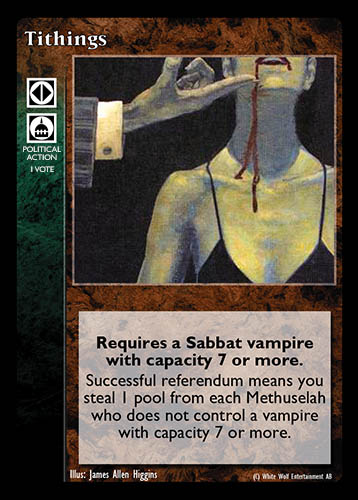 Tithings
POLITICAL
ACTION
1 VOTE
Requires a Sabbat vampire
with capacity 7 or more.
Successful referendum means you
steal 1 pool from each Methuselah
who does not control a vampire
with capacity 7 or more.
Illus: James Allen Higgins
(C) White Wolf Entertainment AB